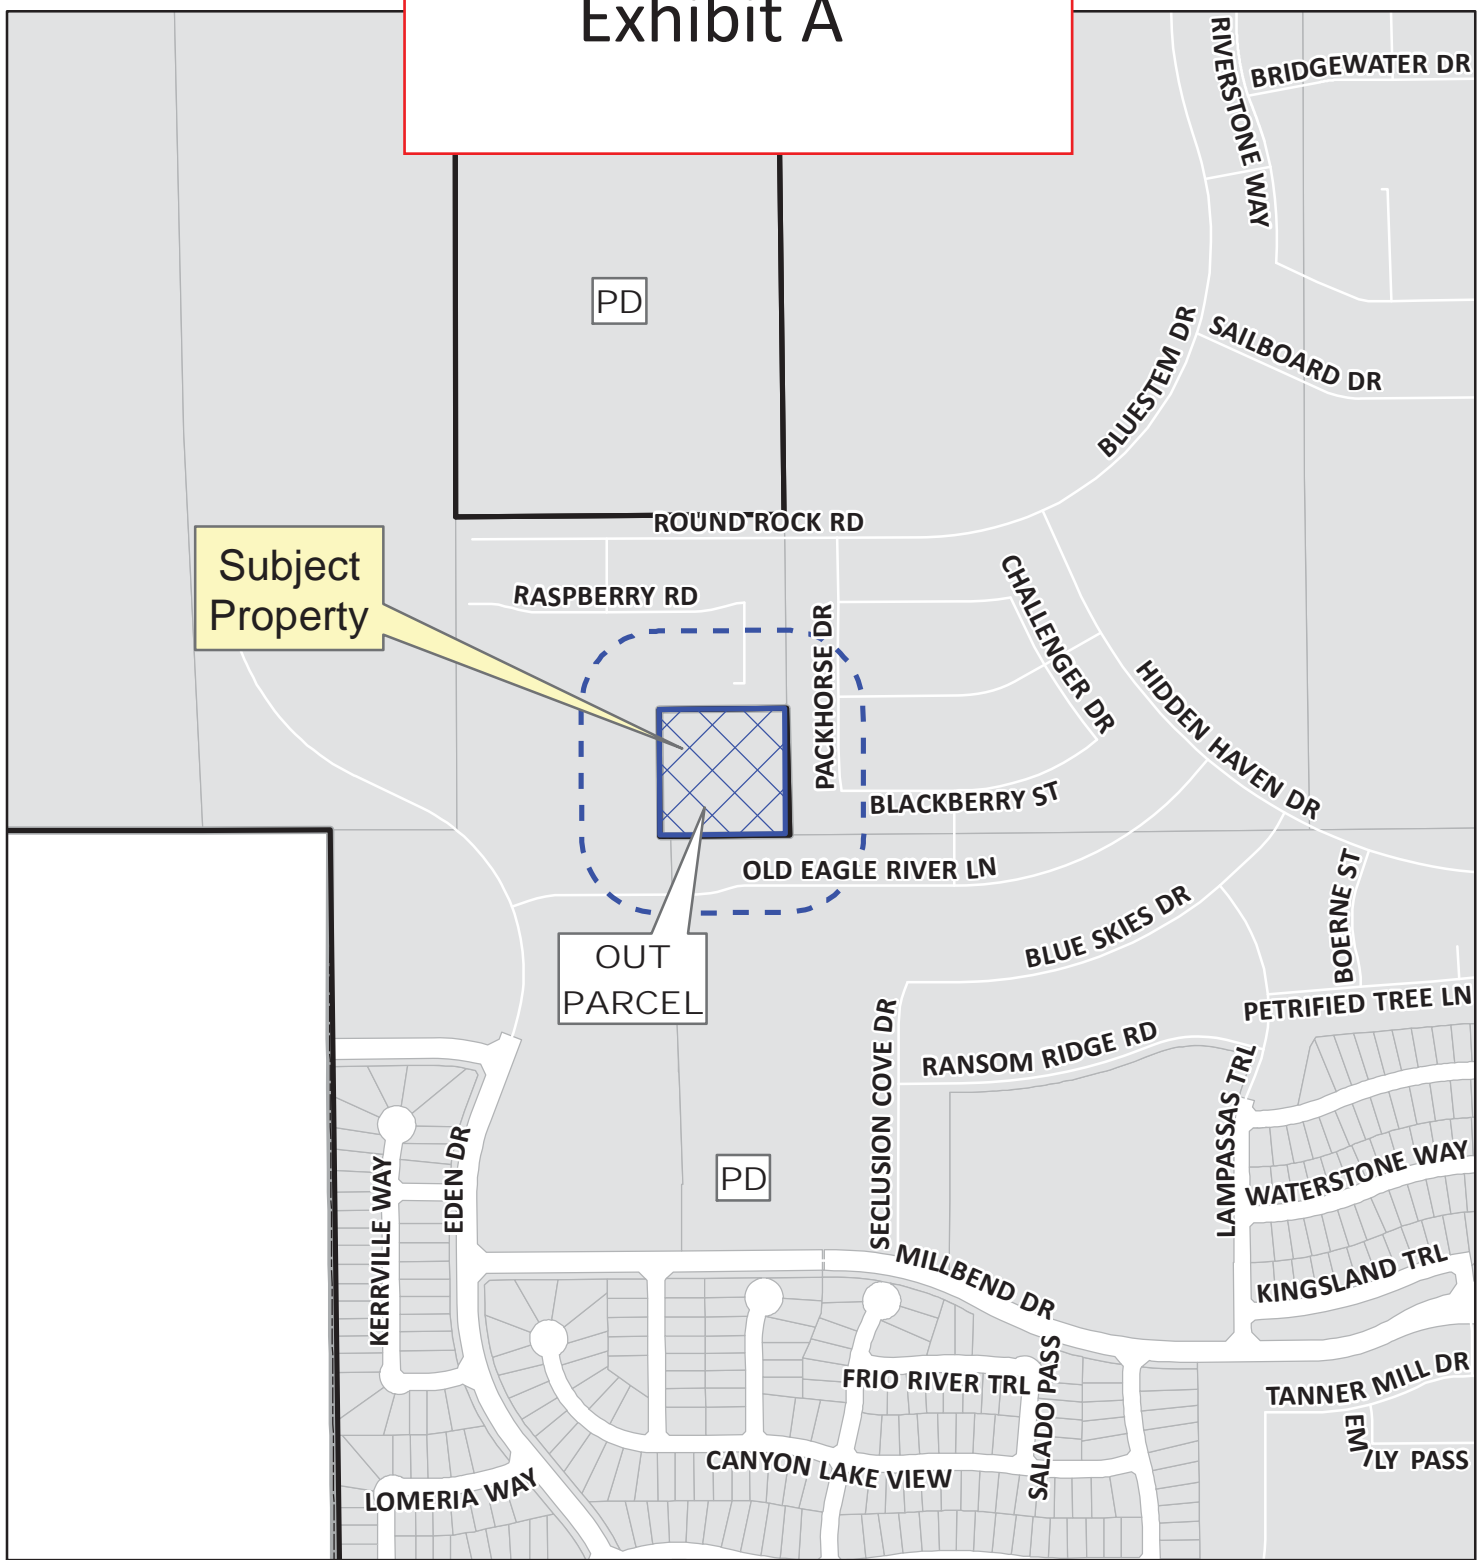 Exhibit A
RIVERSTONE WAY
BRIDGEWATER DR
PD
BLUESTEM DR
SAILBOARD DR
ROUND ROCK RD
Subject
Property
RASPBERRY RD
PACKHORSE DR
CHALLENGER DR
HIDDEN HAVEN DR
BLACKBERRY ST
OLD EAGLE RIVER LN
BOERNE ST
BLUE SKIES DR
OUT
PARCEL
PETRIFIED TREE LN
SECLUSION COVE DR
RANSOM RIDGE RD
LAMPASSAS TRL
KERRVILLE WAY
EDEN DR
PD
WATERSTONE WAY
MILLBEND DR
KINGSLAND TRL
FRIO RIVER TRL
SALADO PASS
TANNER MILL DR
EMILY PASS
CANYON LAKE VIEW
LOMERIA WAY